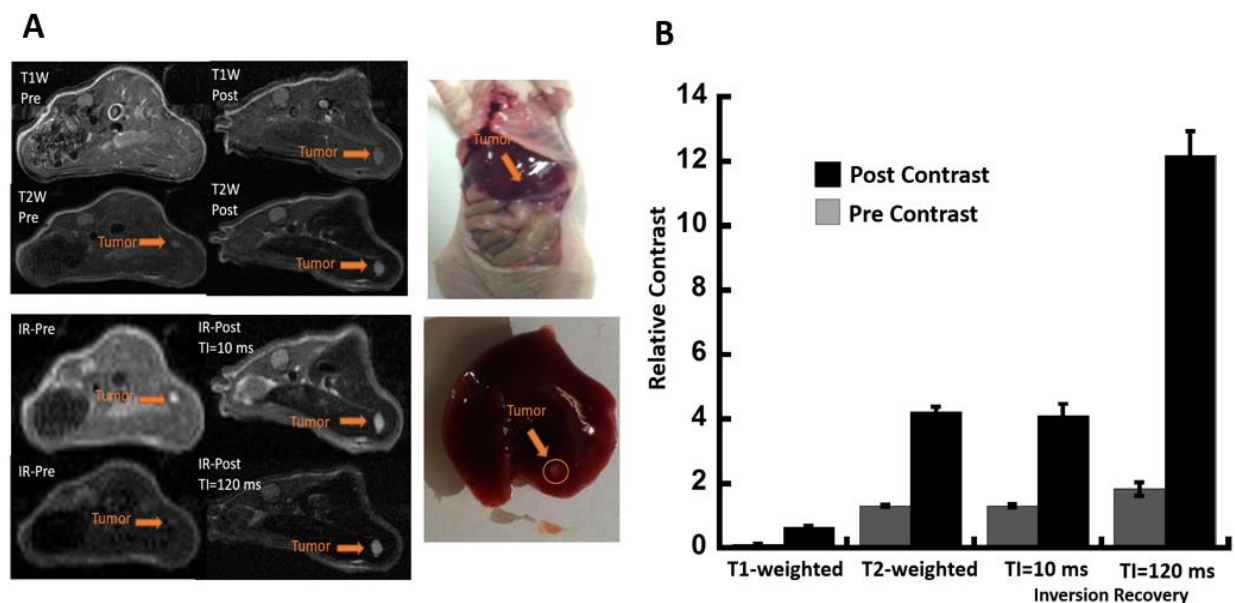 A
T1W
Pre
T1W
Post
Tumor
T2W
Pre
Tumor
T2W
Post
Tumor
IR-Pre
Tumor
IR-Post
TI=10 ms
Tumor
IR-Pre
Tumor
IR-Post
TI=120 ms
Tumor
Tumor
Tumor
B
Relative Contrast
14
12
10
8
6
4
2
0
Post Contrast
Pre Contrast
T1-weighted T2-weighted TI=10 ms TI=120 ms
Inversion Recovery